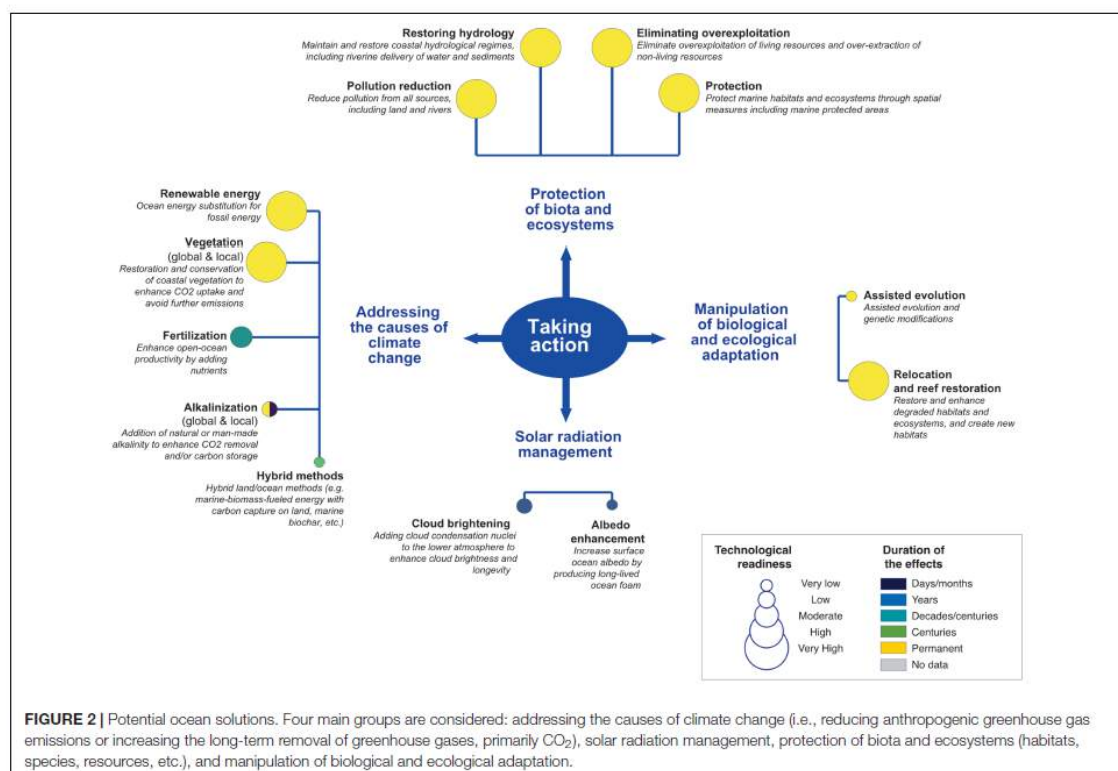 Restoring hydrology
Maintain and restore coastal hydrological regimes,
including riverine delivery of water and sediments
Eliminating overexploitation
Eliminate overexploitation of living resources and over-extraction of
non-living resources
Pollution reduction
Reduce pollution from all sources,
including land and rivers
Protection
Protect marine habitats and ecosystems through spatial
measures including marine protected areas
Protection
of biota and
ecosystems
Renewable energy
Ocean energy substitution for
fossil energy
Vegetation
(global & local)
Restoration and conservation
of coastal vegetation to
enhance CO2 uptake and
avoid further emissions
Fertilization
Enhance open-ocean
productivity by adding
nutrients
Alkalinization
(global & local)
Addition of natural or man-made
alkalinity to enhance CO2 removal
and/or carbon storage
Hybrid methods
Hybrid land/ocean methods (e.g.
marine-biomass-fueled energy with
carbon capture on land, marine
biochar, etc.)
Addressing
the causes of
climate
change
Taking
action
Manipulation
of biological
and ecological
adaptation
Assisted evolution
Assisted evolution and
genetic modifications
Relocation
and reef restoration
Restore and enhance
degraded habitats and
ecosystems, and create new
habitats
Solar radiation
management
Cloud brightening
Adding cloud condensation nuclei
to the lower atmosphere to
enhance cloud brightness and
longevity
Albedo
enhancement
Increase surface
ocean albedo by
producing long-lived
ocean foam
Technological
readiness
Very low
Low
Moderate
High
Very High
Duration of
the effects
Days/months
Years
Decades/centuries
Centuries
Permanent
No data
FIGURE 2 | Potential ocean solutions. Four main groups are considered: addressing the causes of climate change (i.e., reducing anthropogenic greenhouse gas
emissions or increasing the long-term removal of greenhouse gases, primarily CO₂), solar radiation management, protection of biota and ecosystems (habitats,
species, resources, etc.), and manipulation of biological and ecological adaptation.